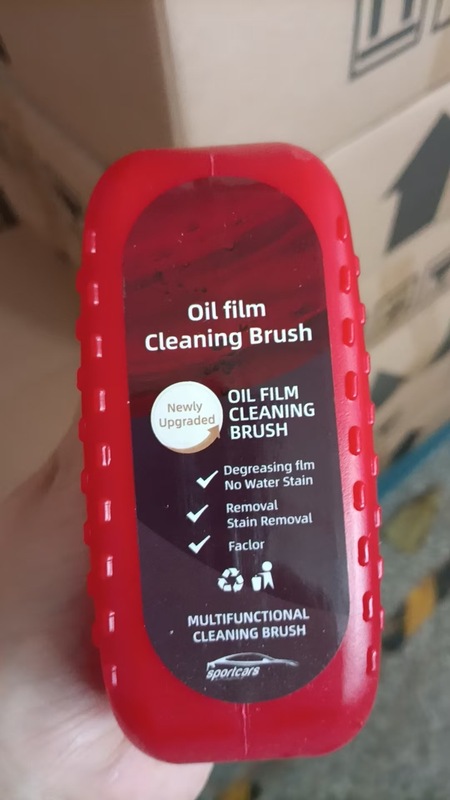 Oil film
Cleaning Brush
Newly
Upgraded
OIL FILM
CLEANING
BRUSH
Degreasing flm
No Water Stain
Removal
Stain Removal
Faclor
MULTIFUNCTIONAL
CLEANING BRUSH
sportcars